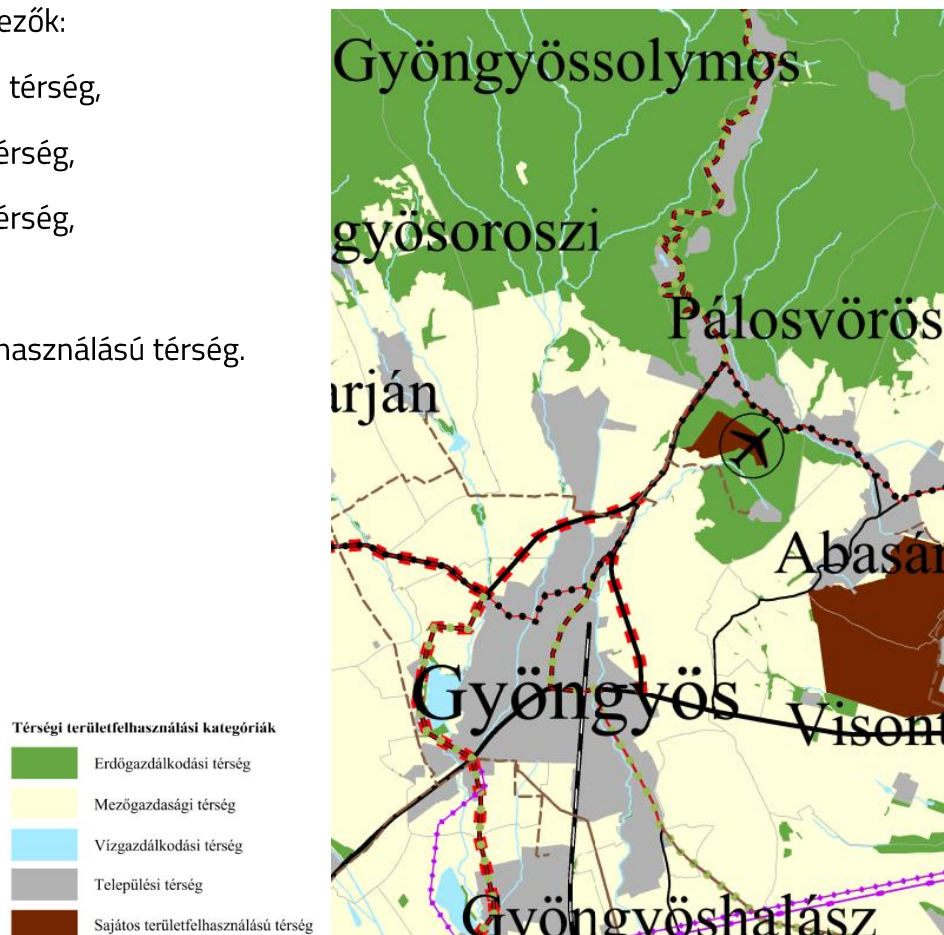 ezők:
térség,
érség,
érség,
használású térség.
Gyöngyössolymos
gyösoroszi
Pálosvörös
arján
Abasár
Gyöngyös
Visont
Gyöngyöshalász
Térségi területfelhasználási kategóriák
Erdőgazdálkodási térség
Mezőgazdasági térség
Vízgazdálkodási térség
Települési térség
Sajátos területfelhasználású térség